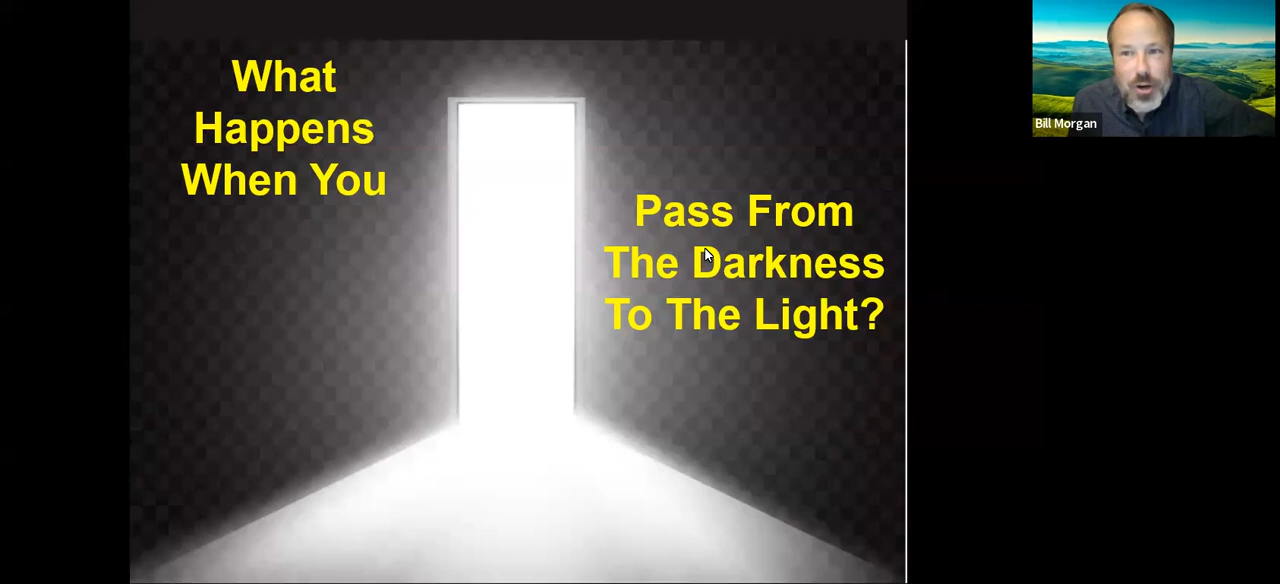 What
Happens
When You
Pass From
The Darkness
To The Light?
Bill Morgan